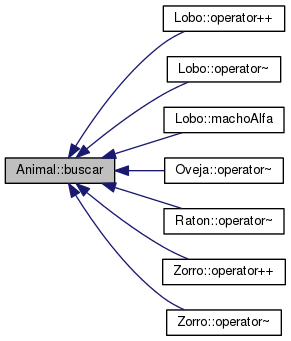 Lobo::operator++
Lobo::operator~
Lobo::machoAlfa
Animal::buscar
Oveja::operator~
Raton::operator~
Zorro::operator++
Zorro::operator~